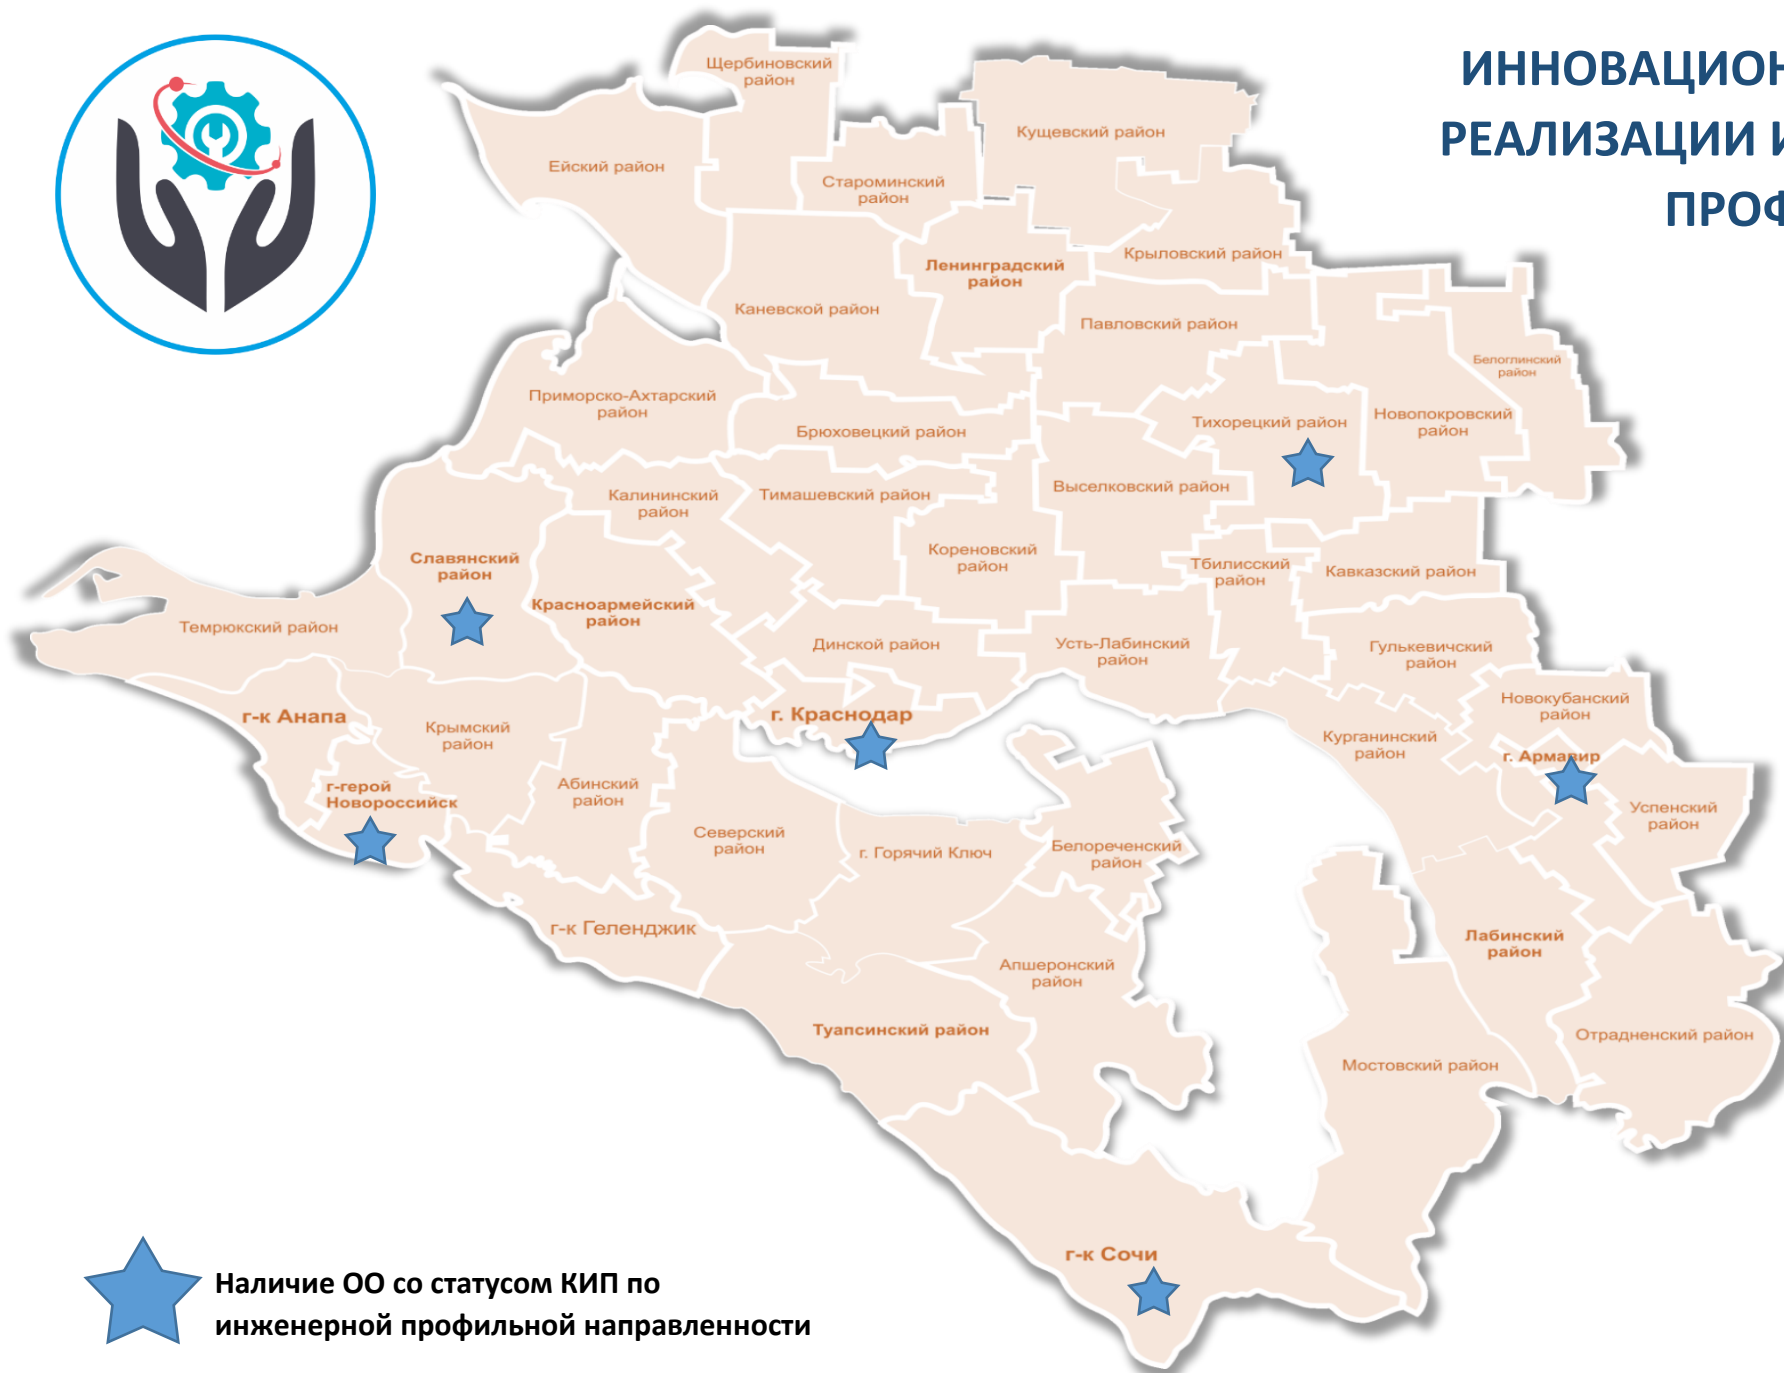 ИННОВАЦИОН
РЕАЛИЗАЦИИ И
ПРОФ
Щербиновский
район
Кущевский район
Ейский район
Староминский
район
Крыловский район
Ленинградский
район
Каневской район
Павловский район
Белоглинский
район
Приморско-Ахтарский
район
Новопокровский
район
Тихорецкий район
Брюховецкий район
Калининский
район
Тимашевский район
Выселковский район
Славянский
район
Кореновский
район
Тбилисский
район
Кавказский район
Красноармейский
район
Темрюкский район
Динской район
Усть-Лабинский
район
Гулькевичский
район
Новокубанский
район
г-к Анапа
г. Краснодар
Крымский
район
Курганинский
район
г. Армавир
г-герой
Новороссийск
Абинский
район
Успенский
район
Северский
район
г. Горячий Ключ
Белореченский
район
г-к Геленджик
Лабинский
район
Апшеронский
район
Туапсинский район
Отрадненский район
Мостовский район
г-к Сочи
Наличие ОО со статусом КИП по
инженерной профильной направленности